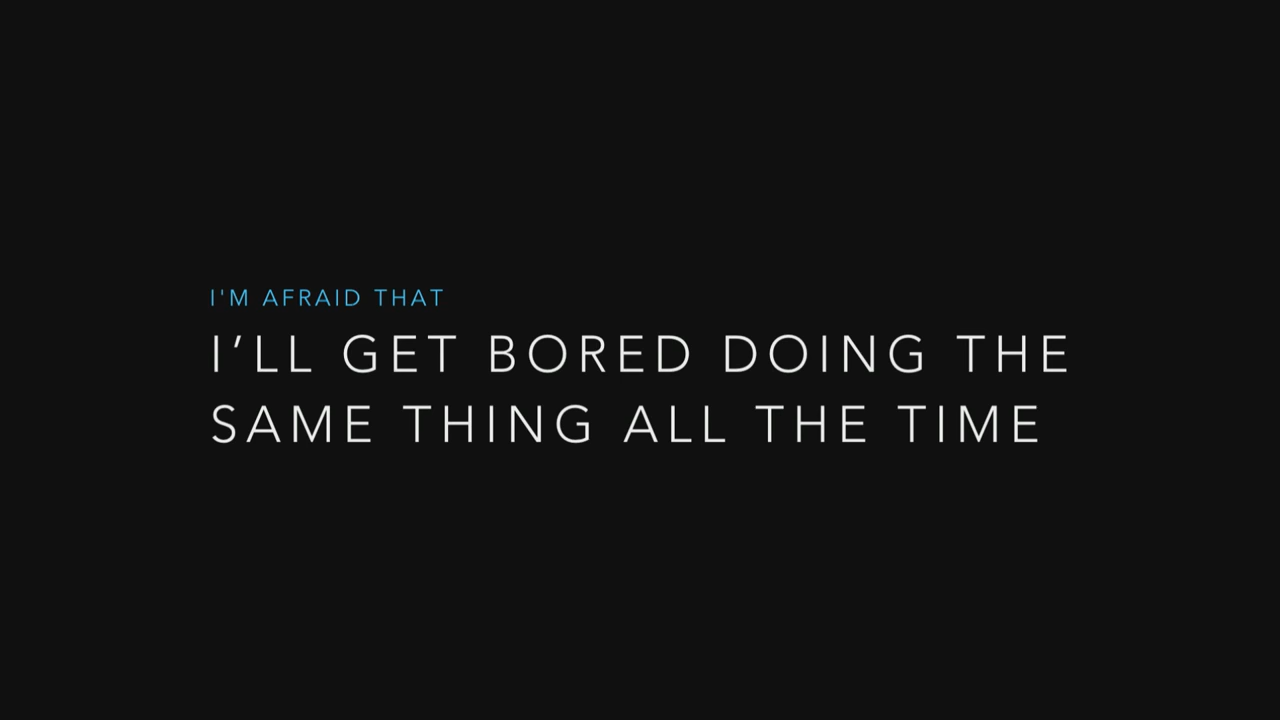 I'M AFRAID THAT
I’LL GET BORED DOING THE
SAME THING ALL THE TIME